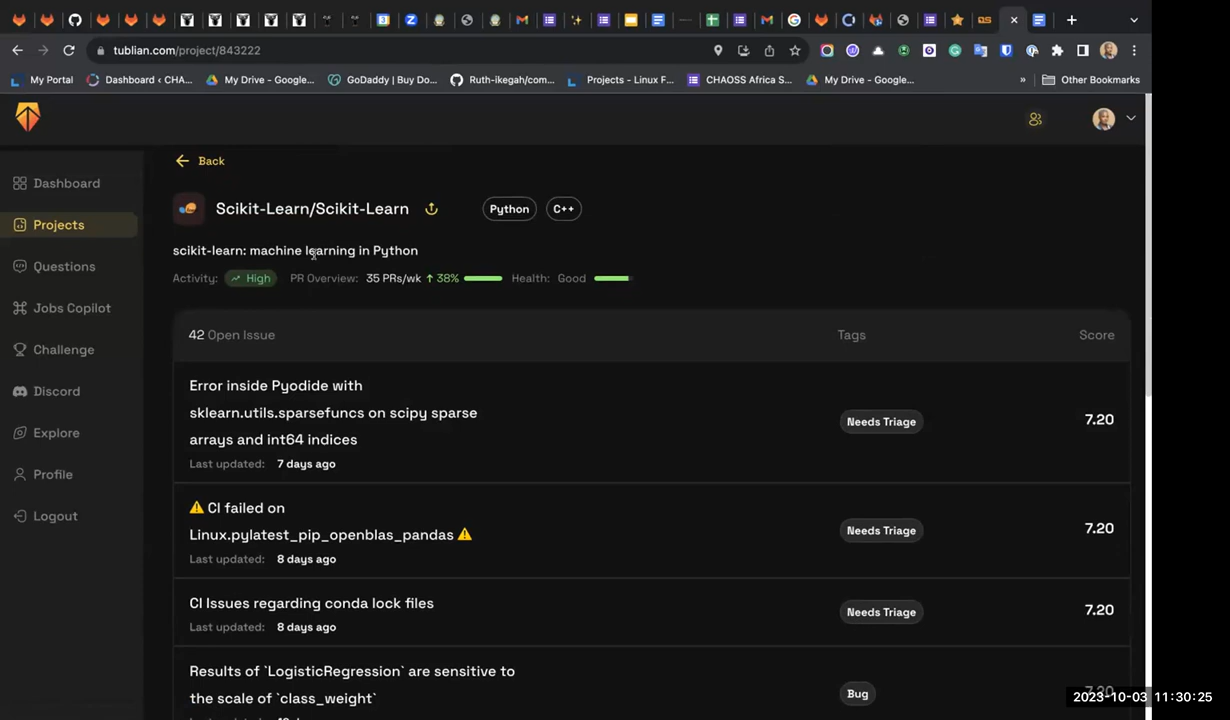 tublian.com/project/843222
My Portal
Dashboard ‹ CHA...
My Drive - Google...
GoDaddy | Buy Do...
Ruth-ikegah/com...
Projects - Linux F...
CHAOSS Africa S...
My Drive - Google...
»
Other Bookmarks
Dashboard
Projects
Questions
Jobs Copilot
Challenge
Discord
Explore
Profile
Logout
Back
Scikit-Learn/Scikit-Learn Python C++
scikit-learn: machine learning in Python
Activity: High PR Overview: 35 PRs/wk ↑ 38% Health: Good
42 Open Issue Tags Score
Error inside Pyodide with
sklearn.utils.sparsefuncs on scipy sparse
arrays and int64 indices
Last updated: 7 days ago
Needs Triage
7.20
⚠ CI failed on
Linux.pylatest_pip_openblas_pandas ⚠
Last updated: 8 days ago
Needs Triage
7.20
CI Issues regarding conda lock files
Last updated: 8 days ago
Needs Triage
7.20
Results of `LogisticRegression` are sensitive to
the scale of `class_weight`
Bug
2023-10-03 11:30:25